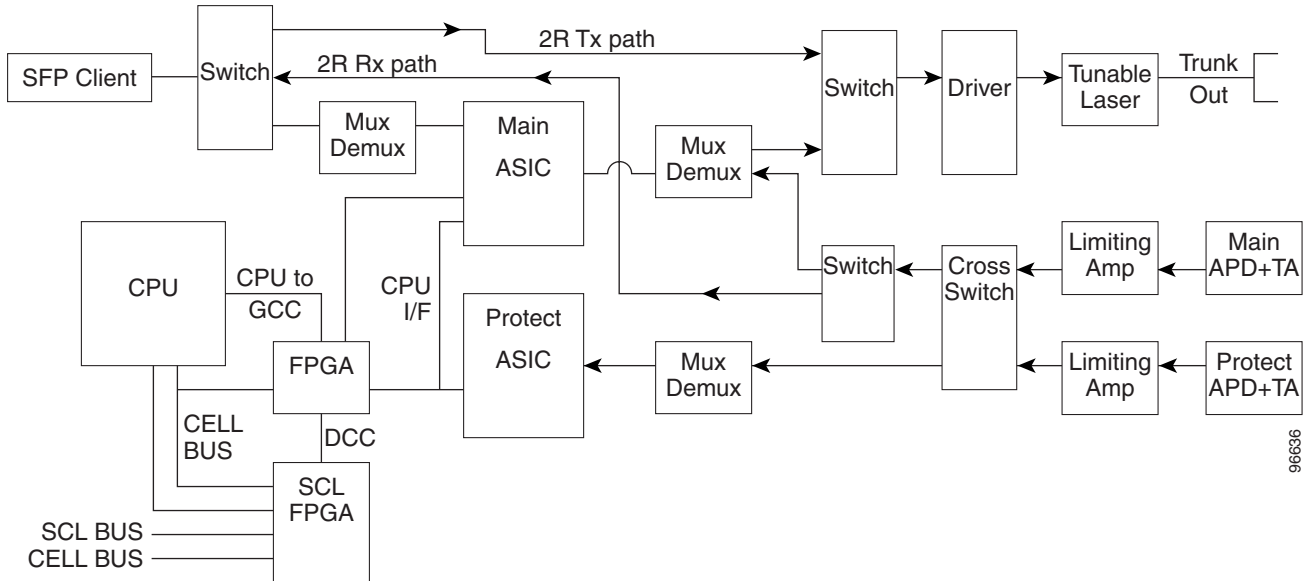 2R Tx path
SFP Client
Switch
2R Rx path
Mux
Demux
Main
ASIC
Mux
Demux
Switch
Driver
Tunable
Laser
Trunk
Out
CPU
CPU to
GCC
CPU
I/F
FPGA
Protect
ASIC
Mux
Demux
Switch
Cross
Switch
Limiting
Amp
Main
APD+TA
Limiting
Amp
Protect
APD+TA
CELL
BUS
DCC
SCL
FPGA
SCL BUS
CELL BUS
96636